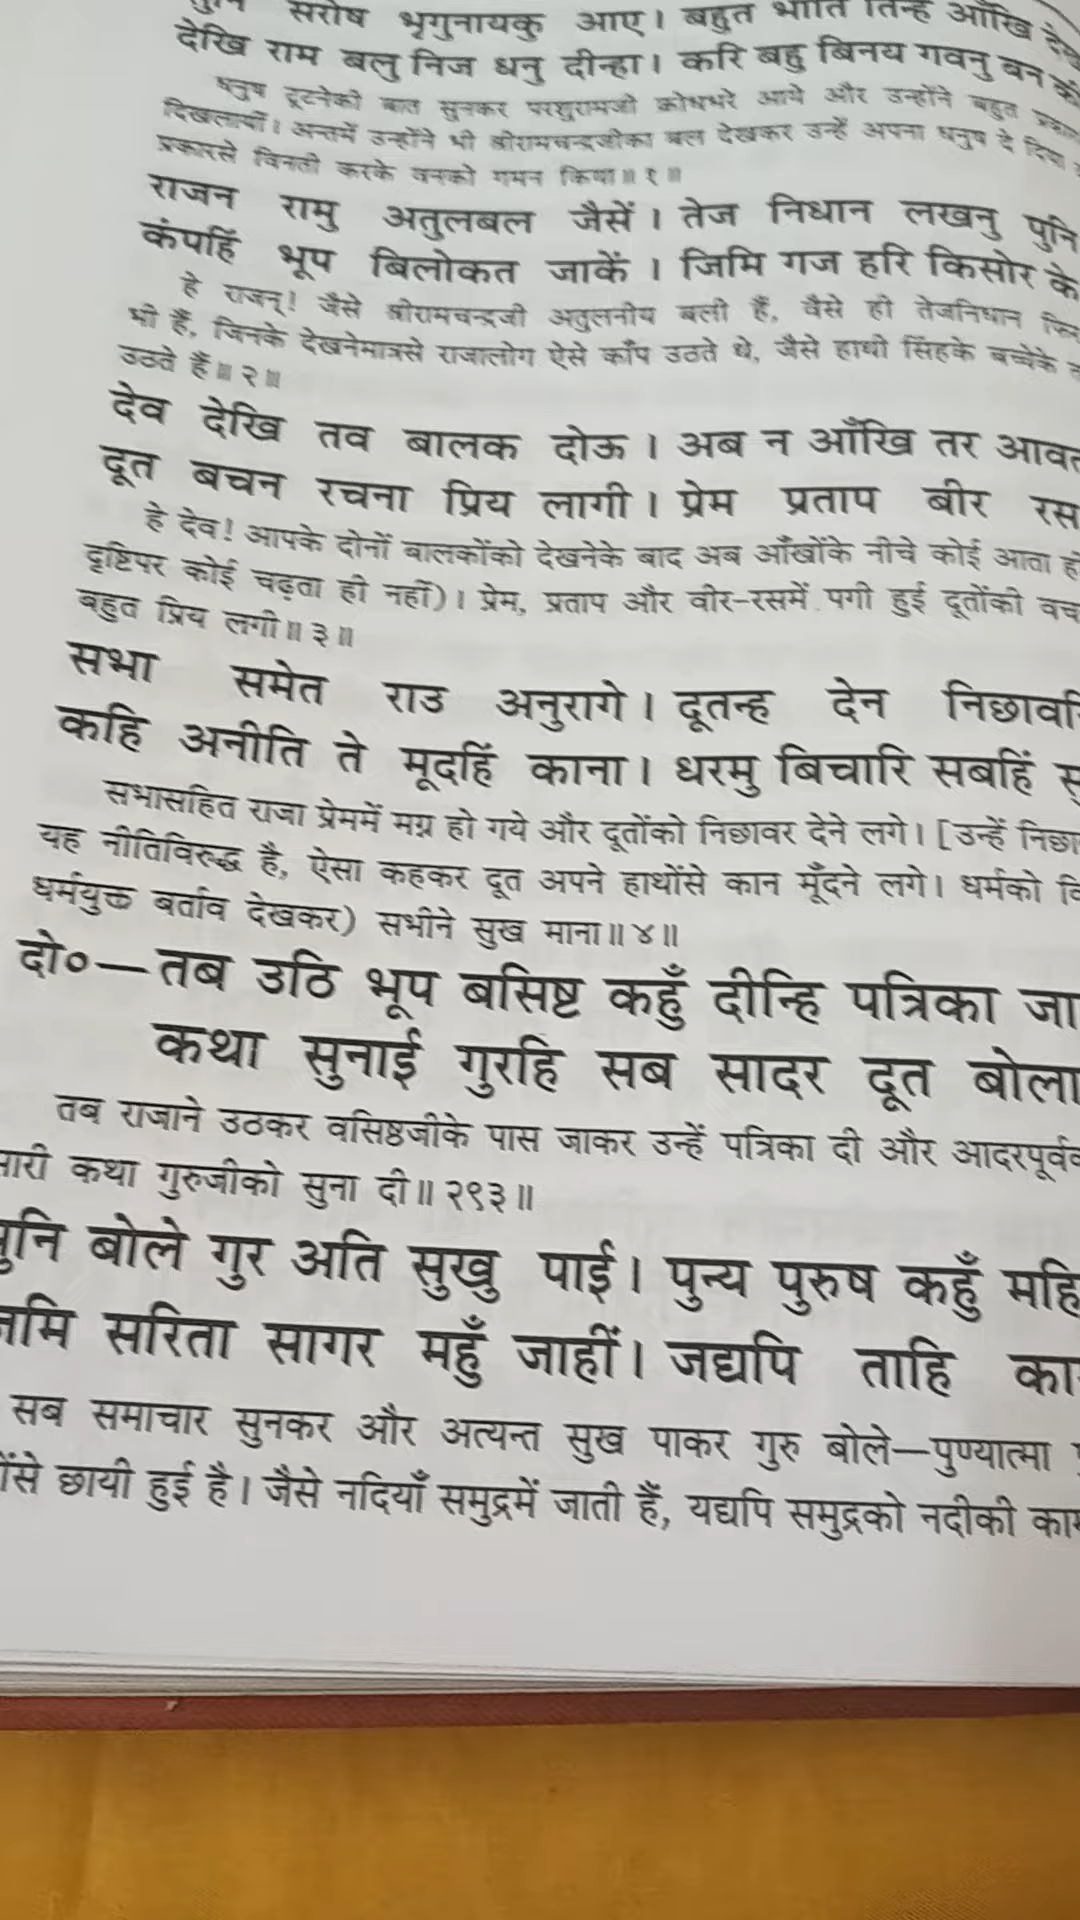 सरोष भृगुनायकु आए। बहुत भाँति तिन्ह आँखि
देखि राम बलु निज धनु दीन्हा। करि बहु बिनय गवनु बन
धनुष टूटनेकी बात सुनकर परशुरामजी क्रोधभरे आये और उन्होंने बहुत
दिखलायीं। अन्तमें उन्होंने भी श्रीरामचन्द्रजीका बल देखकर उन्हें अपना धनुष दे दिया
प्रकारसे विनती करके वनको गमन किया॥ १॥
राजन रामु अतुलबल जैसें। तेज निधान लखनु पुनि
कंपहिं भूप बिलोकत जाकें। जिमि गज हरि किसोर के
हे राजन्! जैसे श्रीरामचन्द्रजी अतुलनीय बली हैं, वैसे ही तेजनिधान
भी हैं, जिनके देखनेमात्रसे राजालोग ऐसे काँप उठते थे, जैसे हाथी सिंहके बच्चेके
उठते हैं॥ २॥
देव देखि तव बालक दोऊ। अब न आँखि तर आवत
दूत बचन रचना प्रिय लागी। प्रेम प्रताप बीर रस
हे देव! आपके दोनों बालकोंको देखनेके बाद अब आँखोंके नीचे कोई आता
दृष्टिपर कोई चढ़ता ही नहीं)। प्रेम, प्रताप और वीर-रसमें पगी हुई दूतोंकी वच
बहुत प्रिय लगी॥ ३॥
सभा समेत राउ अनुरागे। दूतन्ह देन निछावरि
कहि अनीति ते मूदहिं काना। धरमु बिचारि सबहिं
सभासहित राजा प्रेममें मग्न हो गये और दूतोंको निछावर देने लगे। [उन्हें निछा
यह नीतिविरुद्ध है, ऐसा कहकर दूत अपने हाथोंसे कान मूँदने लगे। धर्मको वि
धर्मयुक्त बर्ताव देखकर) सभीने सुख माना॥ ४॥
दो०—तब उठि भूप बसिष्ट कहुँ दीन्हि पत्रिका जा
कथा सुनाई गुरहि सब सादर दूत बोला
तब राजाने उठकर वसिष्ठजीके पास जाकर उन्हें पत्रिका दी और आदरपूर्वक
सारी कथा गुरुजीको सुना दी॥ २९३॥
सुनि बोले गुर अति सुखु पाई। पुन्य पुरुष कहुँ महि
जिमि सरिता सागर महुँ जाहीं। जद्यपि ताहि का
सब समाचार सुनकर और अत्यन्त सुख पाकर गुरु बोले—पुण्यात्मा
छायी हुई है। जैसे नदियाँ समुद्रमें जाती हैं, यद्यपि समुद्रको नदीकी काम